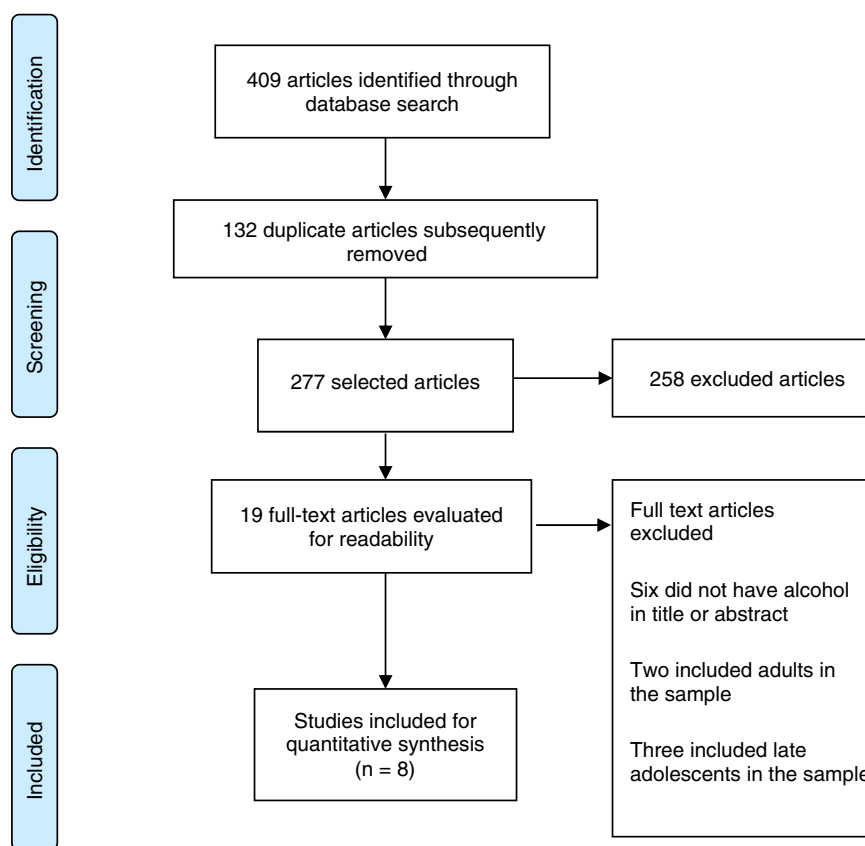 Identification
409 articles identified through
database search
132 duplicate articles subsequently
removed
Screening
277 selected articles
258 excluded articles
Eligibility
19 full-text articles evaluated
for readability
Full text articles
excluded
Six did not have alcohol
in title or abstract
Two included adults in
the sample
Three included late
adolescents in the sample
Included
Studies included for
quantitative synthesis
(n = 8)